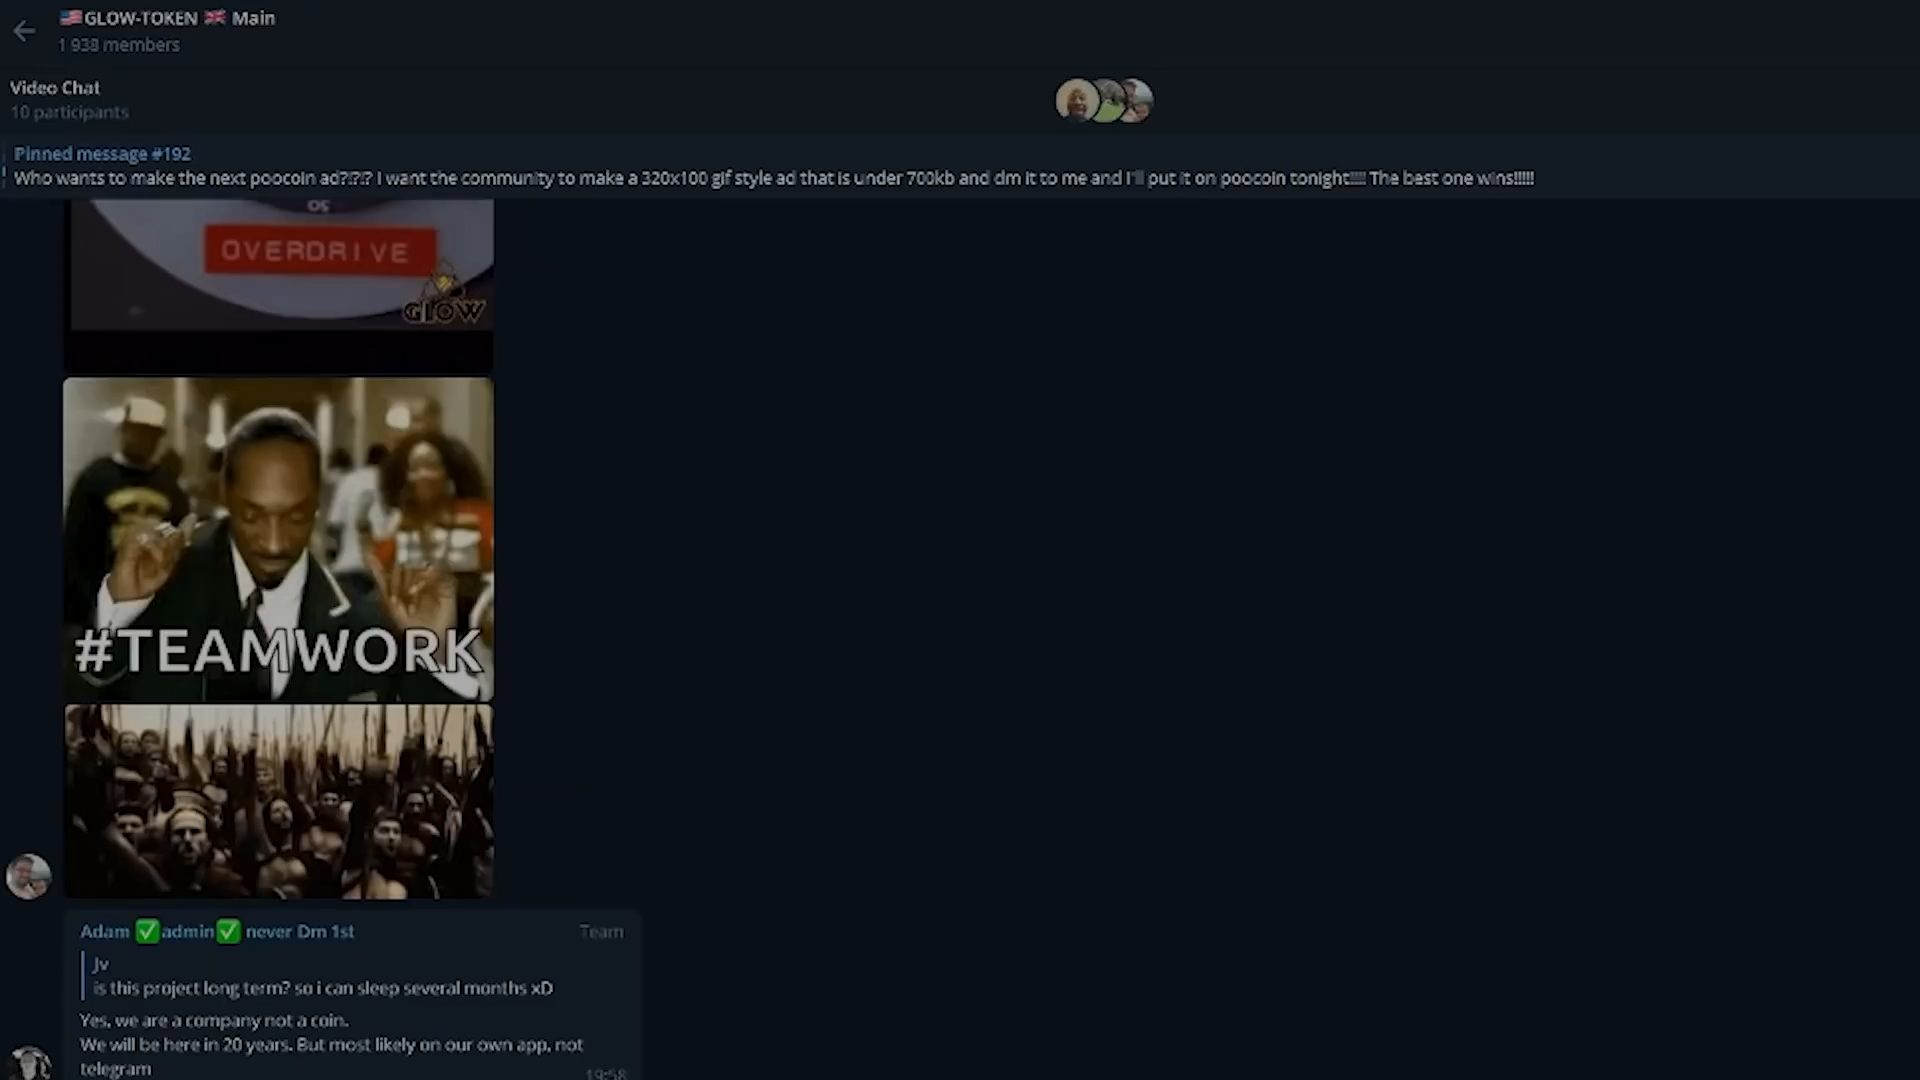 🇺🇸GLOW-TOKEN 🇬🇧 Main
1 938 members
Video Chat
10 participants
Pinned message #192
Who wants to make the next poocoin ad?!?!? I want the community to make a 320x100 gif style ad that is under 700kb and dm it to me and I'll put it on poocoin tonight!!!! The best one wins!!!!!
OVERDRIVE
GLOW
#TEAMWORK
Adam ✅admin✅ never Dm 1st
Team
Jv
is this project long term? so i can sleep several months xD
Yes, we are a company not a coin.
We will be here in 20 years. But most likely on our own app, not
telegram
19:58